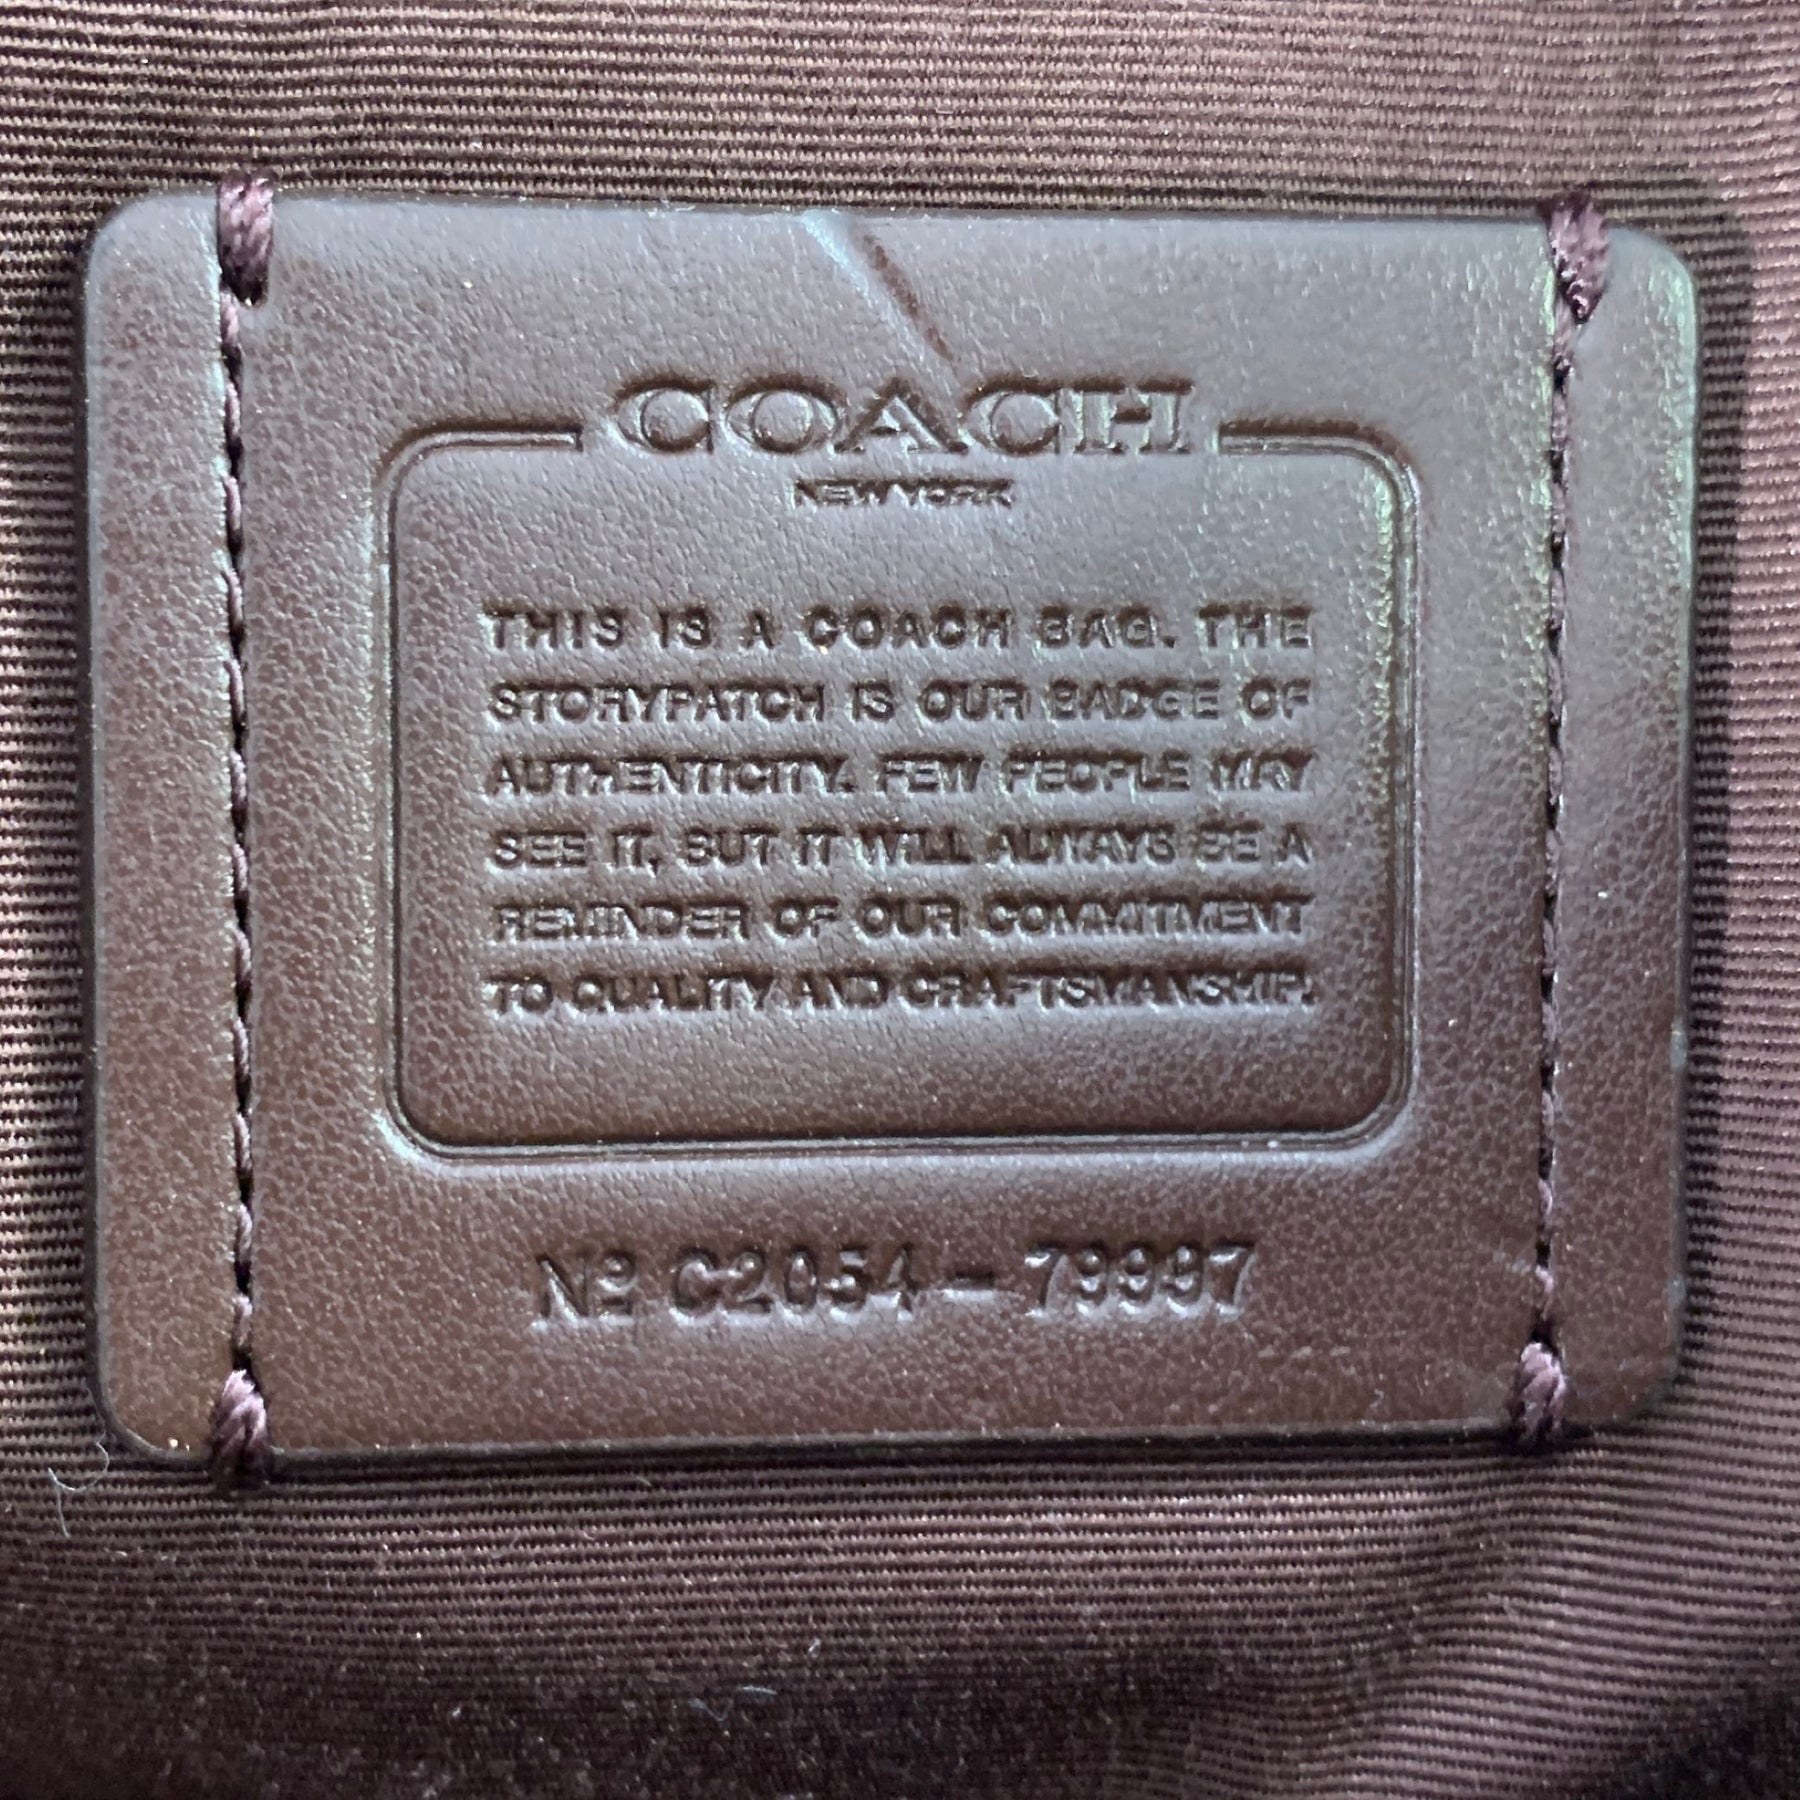 COACH
NEW YORK
THIS IS A COACH BAG. THE
STORYPATCH IS OUR BADGE OF
AUTHENTICITY. FEW PEOPLE MAY
SEE IT, BUT IT WILL ALWAYS BE A
REMINDER OF OUR COMMITMENT
TO QUALITY AND CRAFTSMANSHIP.
Nº C2054-79997